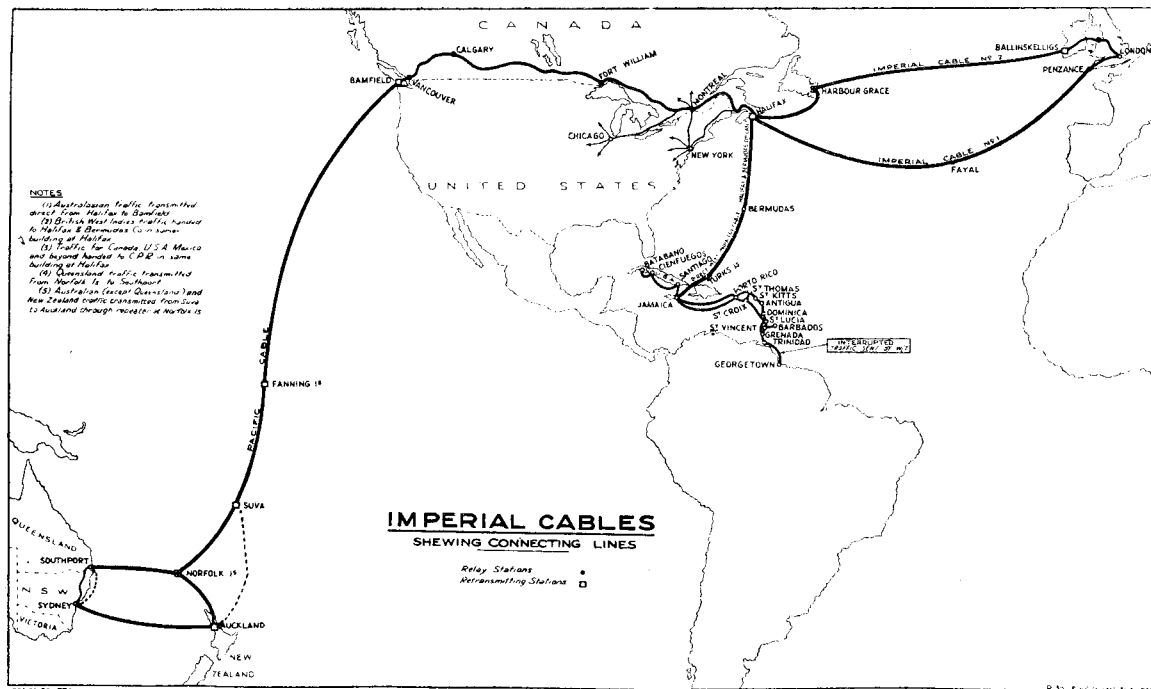 CANADA
CALGARY
BAMFIELD
VANCOUVER
FORT WILLIAM
MONTREAL
HALIFAX
HARBOUR GRACE
BALLINSKELLIGS
LONDON
PENZANCE
IMPERIAL CABLE Nº 2
IMPERIAL CABLE Nº 1
FAYAL
CHICAGO
NEW YORK
UNITED STATES
BERMUDAS
NOTES
(1) Australasian traffic transmitted
direct from Halifax to Bamfield
(2) British West Indies traffic handed
to Halifax & Bermudas Co in same
building at Halifax
(3) Traffic for Canada, U.S.A. Mexico
and beyond handed to C.P.R. in same
building at Halifax
(4) Queensland traffic transmitted
from Norfolk Is to Southport
(5) Australian (except Queensland) and
New Zealand traffic transmitted from Suva
to Auckland through repeater at Norfolk Is
BATABANO
CIENFUEGOS
SANTIAGO
TURKS IS
JAMAICA
PORTO RICO
ST THOMAS
ST KITTS
ANTIGUA
ST CROIX
DOMINICA
ST LUCIA
ST VINCENT
BARBADOS
GRENADA
TRINIDAD
INTERRUPTED
TRAFFIC SENT BY W/T
GEORGETOWN
PACIFIC CABLE
FANNING IS
SUVA
QUEENSLAND
SOUTHPORT
NORFOLK IS
N S W
SYDNEY
VICTORIA
AUCKLAND
NEW
ZEALAND
IMPERIAL CABLES
SHEWING CONNECTING LINES
Relay Stations
Retransmitting Stations